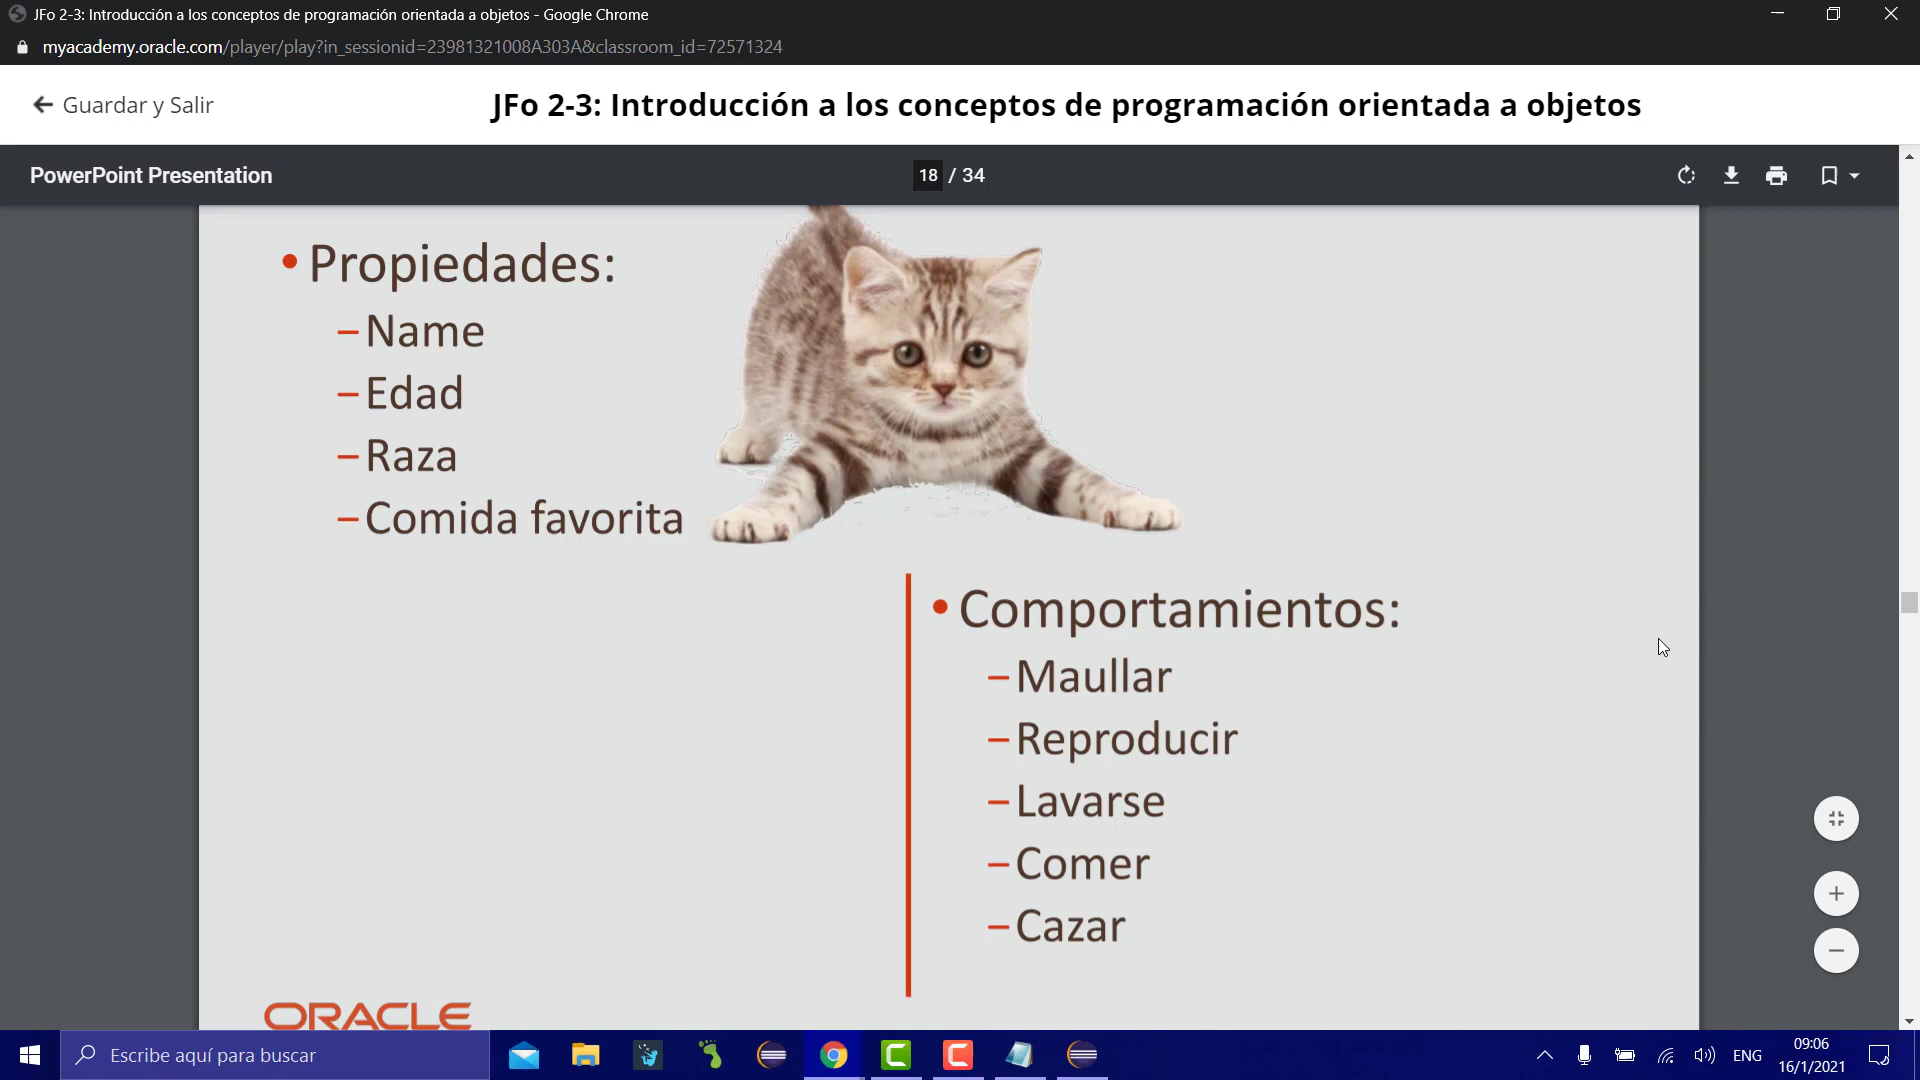 JFo 2-3: Introducción a los conceptos de programación orientada a objetos - Google Chrome
myacademy.oracle.com/player/play?in_sessionid=23981321008A303A&classroom_id=72571324
Guardar y Salir
JFo 2-3: Introducción a los conceptos de programación orientada a objetos
PowerPoint Presentation
18 / 34
• Propiedades:
–Name
–Edad
–Raza
–Comida favorita
• Comportamientos:
–Maullar
–Reproducir
–Lavarse
–Comer
–Cazar
ORACLE
Escribe aquí para buscar
ENG
09:06
16/1/2021